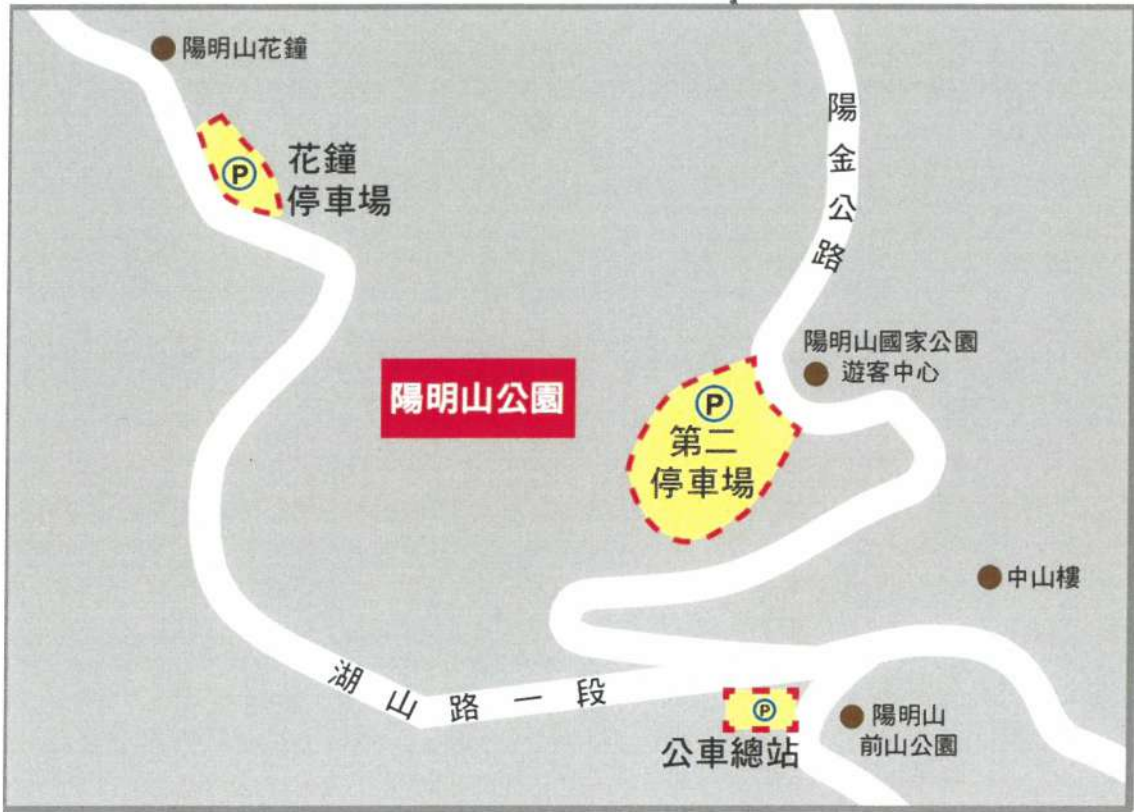 陽明山花鐘
P
花鐘
停車場
陽金公路
陽明山國家公園
遊客中心
陽明山公園
P
第二
停車場
中山樓
湖山路一段
P
公車總站
陽明山
前山公園